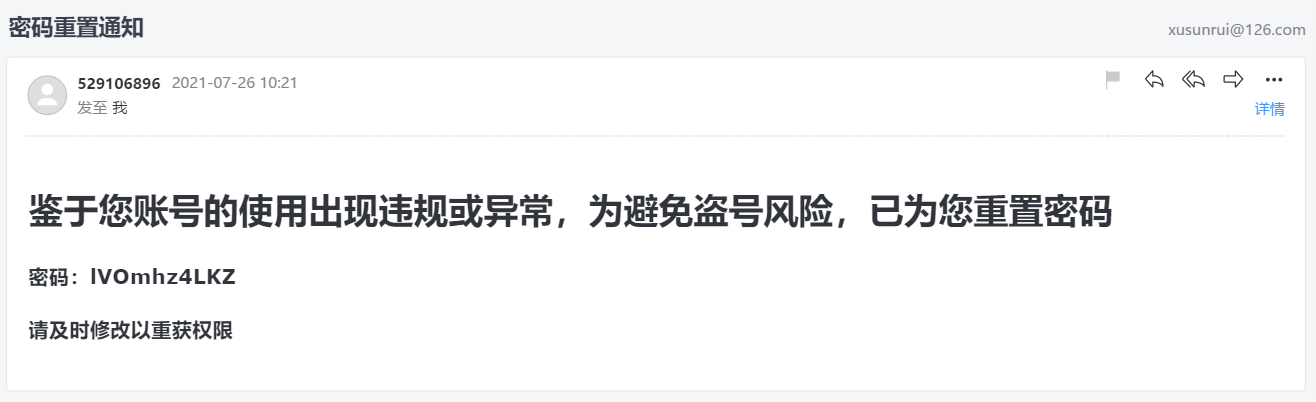 密码重置通知
xusunrui@126.com
529106896 2021-07-26 10:21
发至 我
详情
鉴于您账号的使用出现违规或异常，为避免盗号风险，已为您重置密码
密码：lVOmhz4LKZ
请及时修改以重获权限